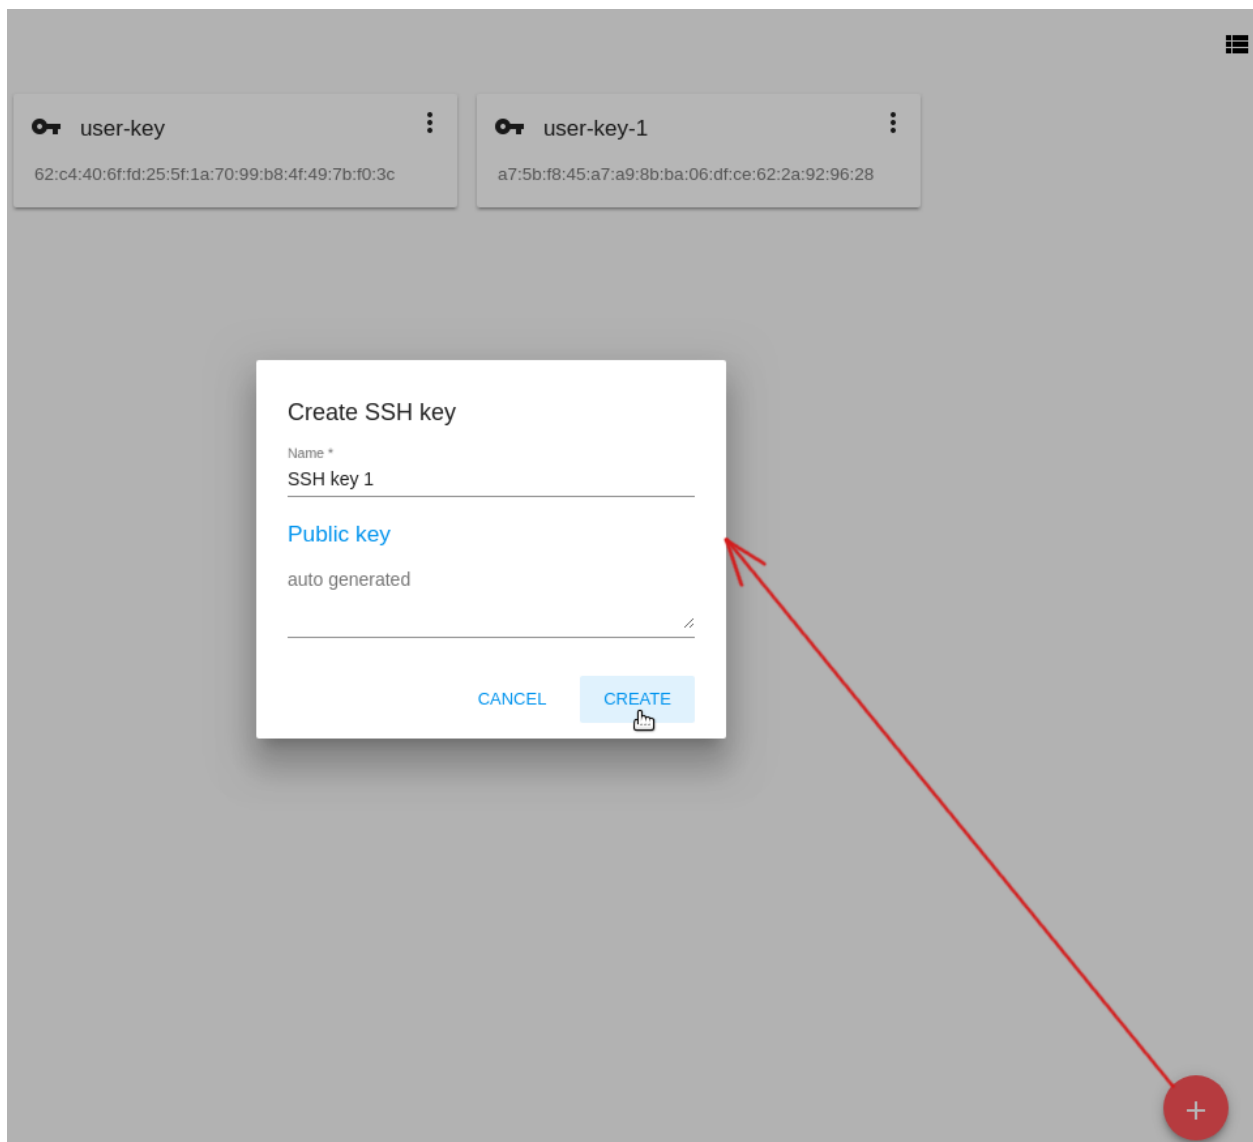 user-key
62:c4:40:6f:fd:25:5f:1a:70:99:b8:4f:49:7b:f0:3c
user-key-1
a7:5b:f8:45:a7:a9:8b:ba:06:df:ce:62:2a:92:96:28
Create SSH key
Name *
SSH key 1
Public key
auto generated
CANCEL CREATE
+